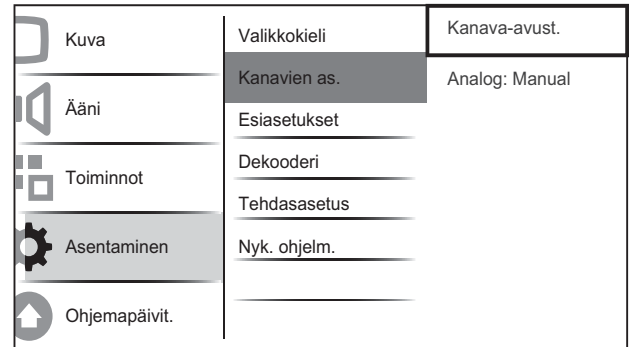 Kuva
Ääni
Toiminnot
Asentaminen
Ohjemapäivit.
Valikkokieli
Kanavien as.
Esiasetukset
Dekooderi
Tehdasasetus
Nyk. ohjelm.
Kanava-avust.
Analog: Manual